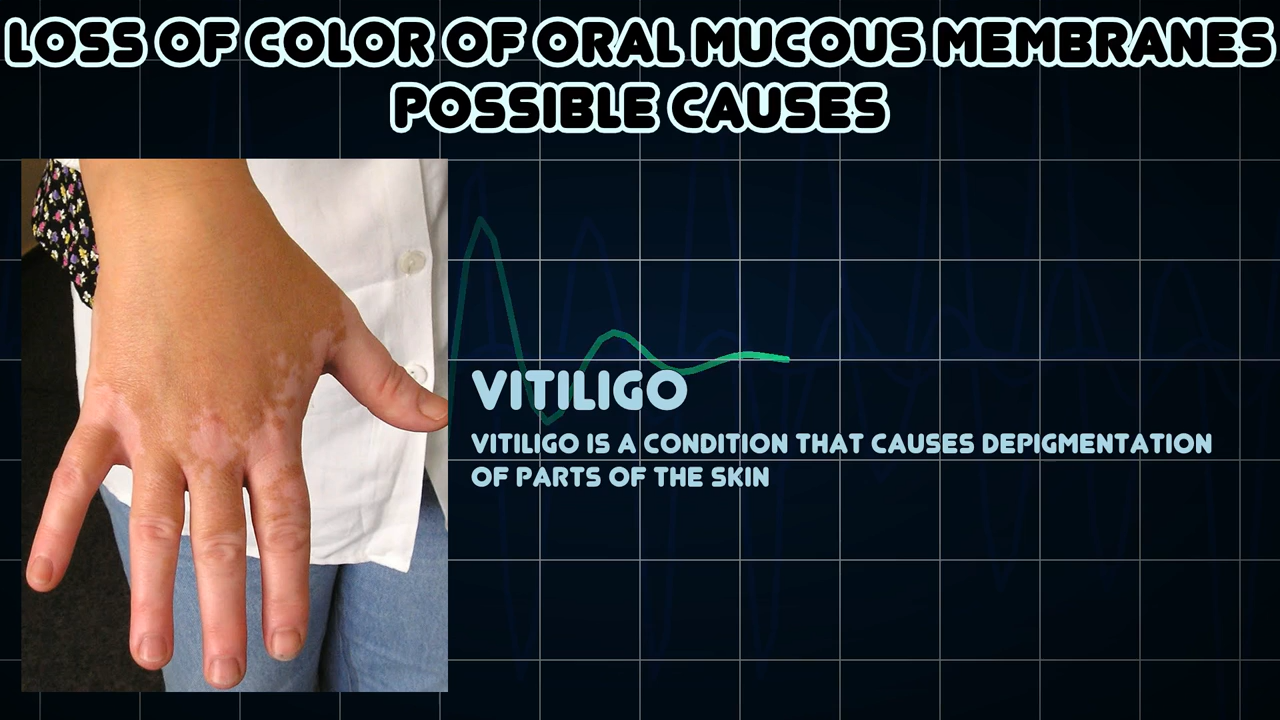 LOSS OF COLOR OF ORAL MUCOUS MEMBRANES
POSSIBLE CAUSES
VITILIGO
VITILIGO IS A CONDITION THAT CAUSES DEPIGMENTATION
OF PARTS OF THE SKIN